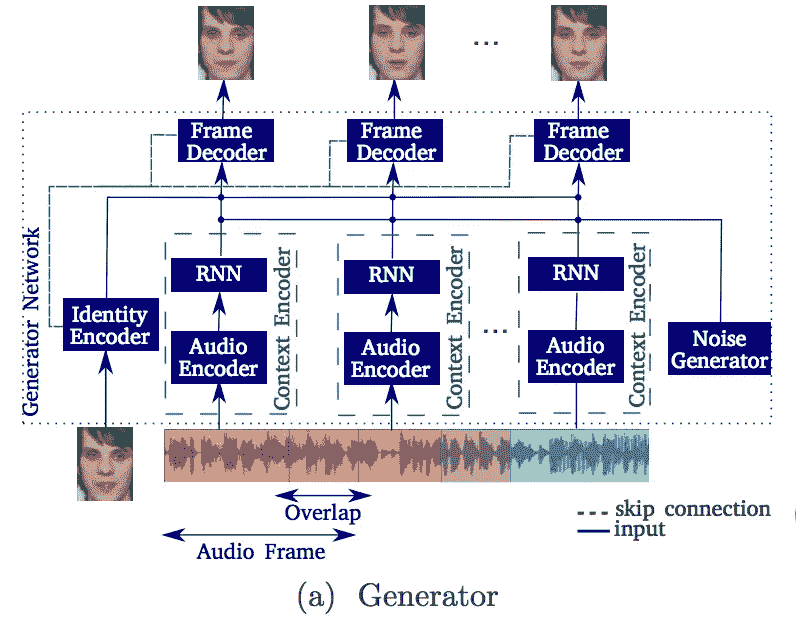 ...
Frame
Decoder
Frame
Decoder
Frame
Decoder
Generator Network
Identity
Encoder
RNN
Audio
Encoder
Context Encoder
RNN
Audio
Encoder
Context Encoder
...
RNN
Audio
Encoder
Context Encoder
Noise
Generator
Overlap
Audio Frame
skip connection
input
(a) Generator